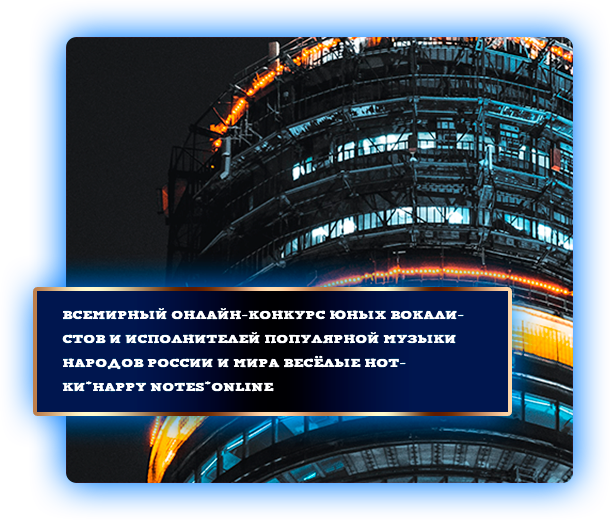 ВСЕМИРНЫЙ ОНЛАЙН-КОНКУРС ЮНЫХ ВОКАЛИ-
СТОВ И ИСПОЛНИТЕЛЕЙ ПОПУЛЯРНОЙ МУЗЫКИ
НАРОДОВ РОССИИ И МИРА ВЕСЁЛЫЕ НОТ-
КИ"HAPPY NOTES"ONLINE